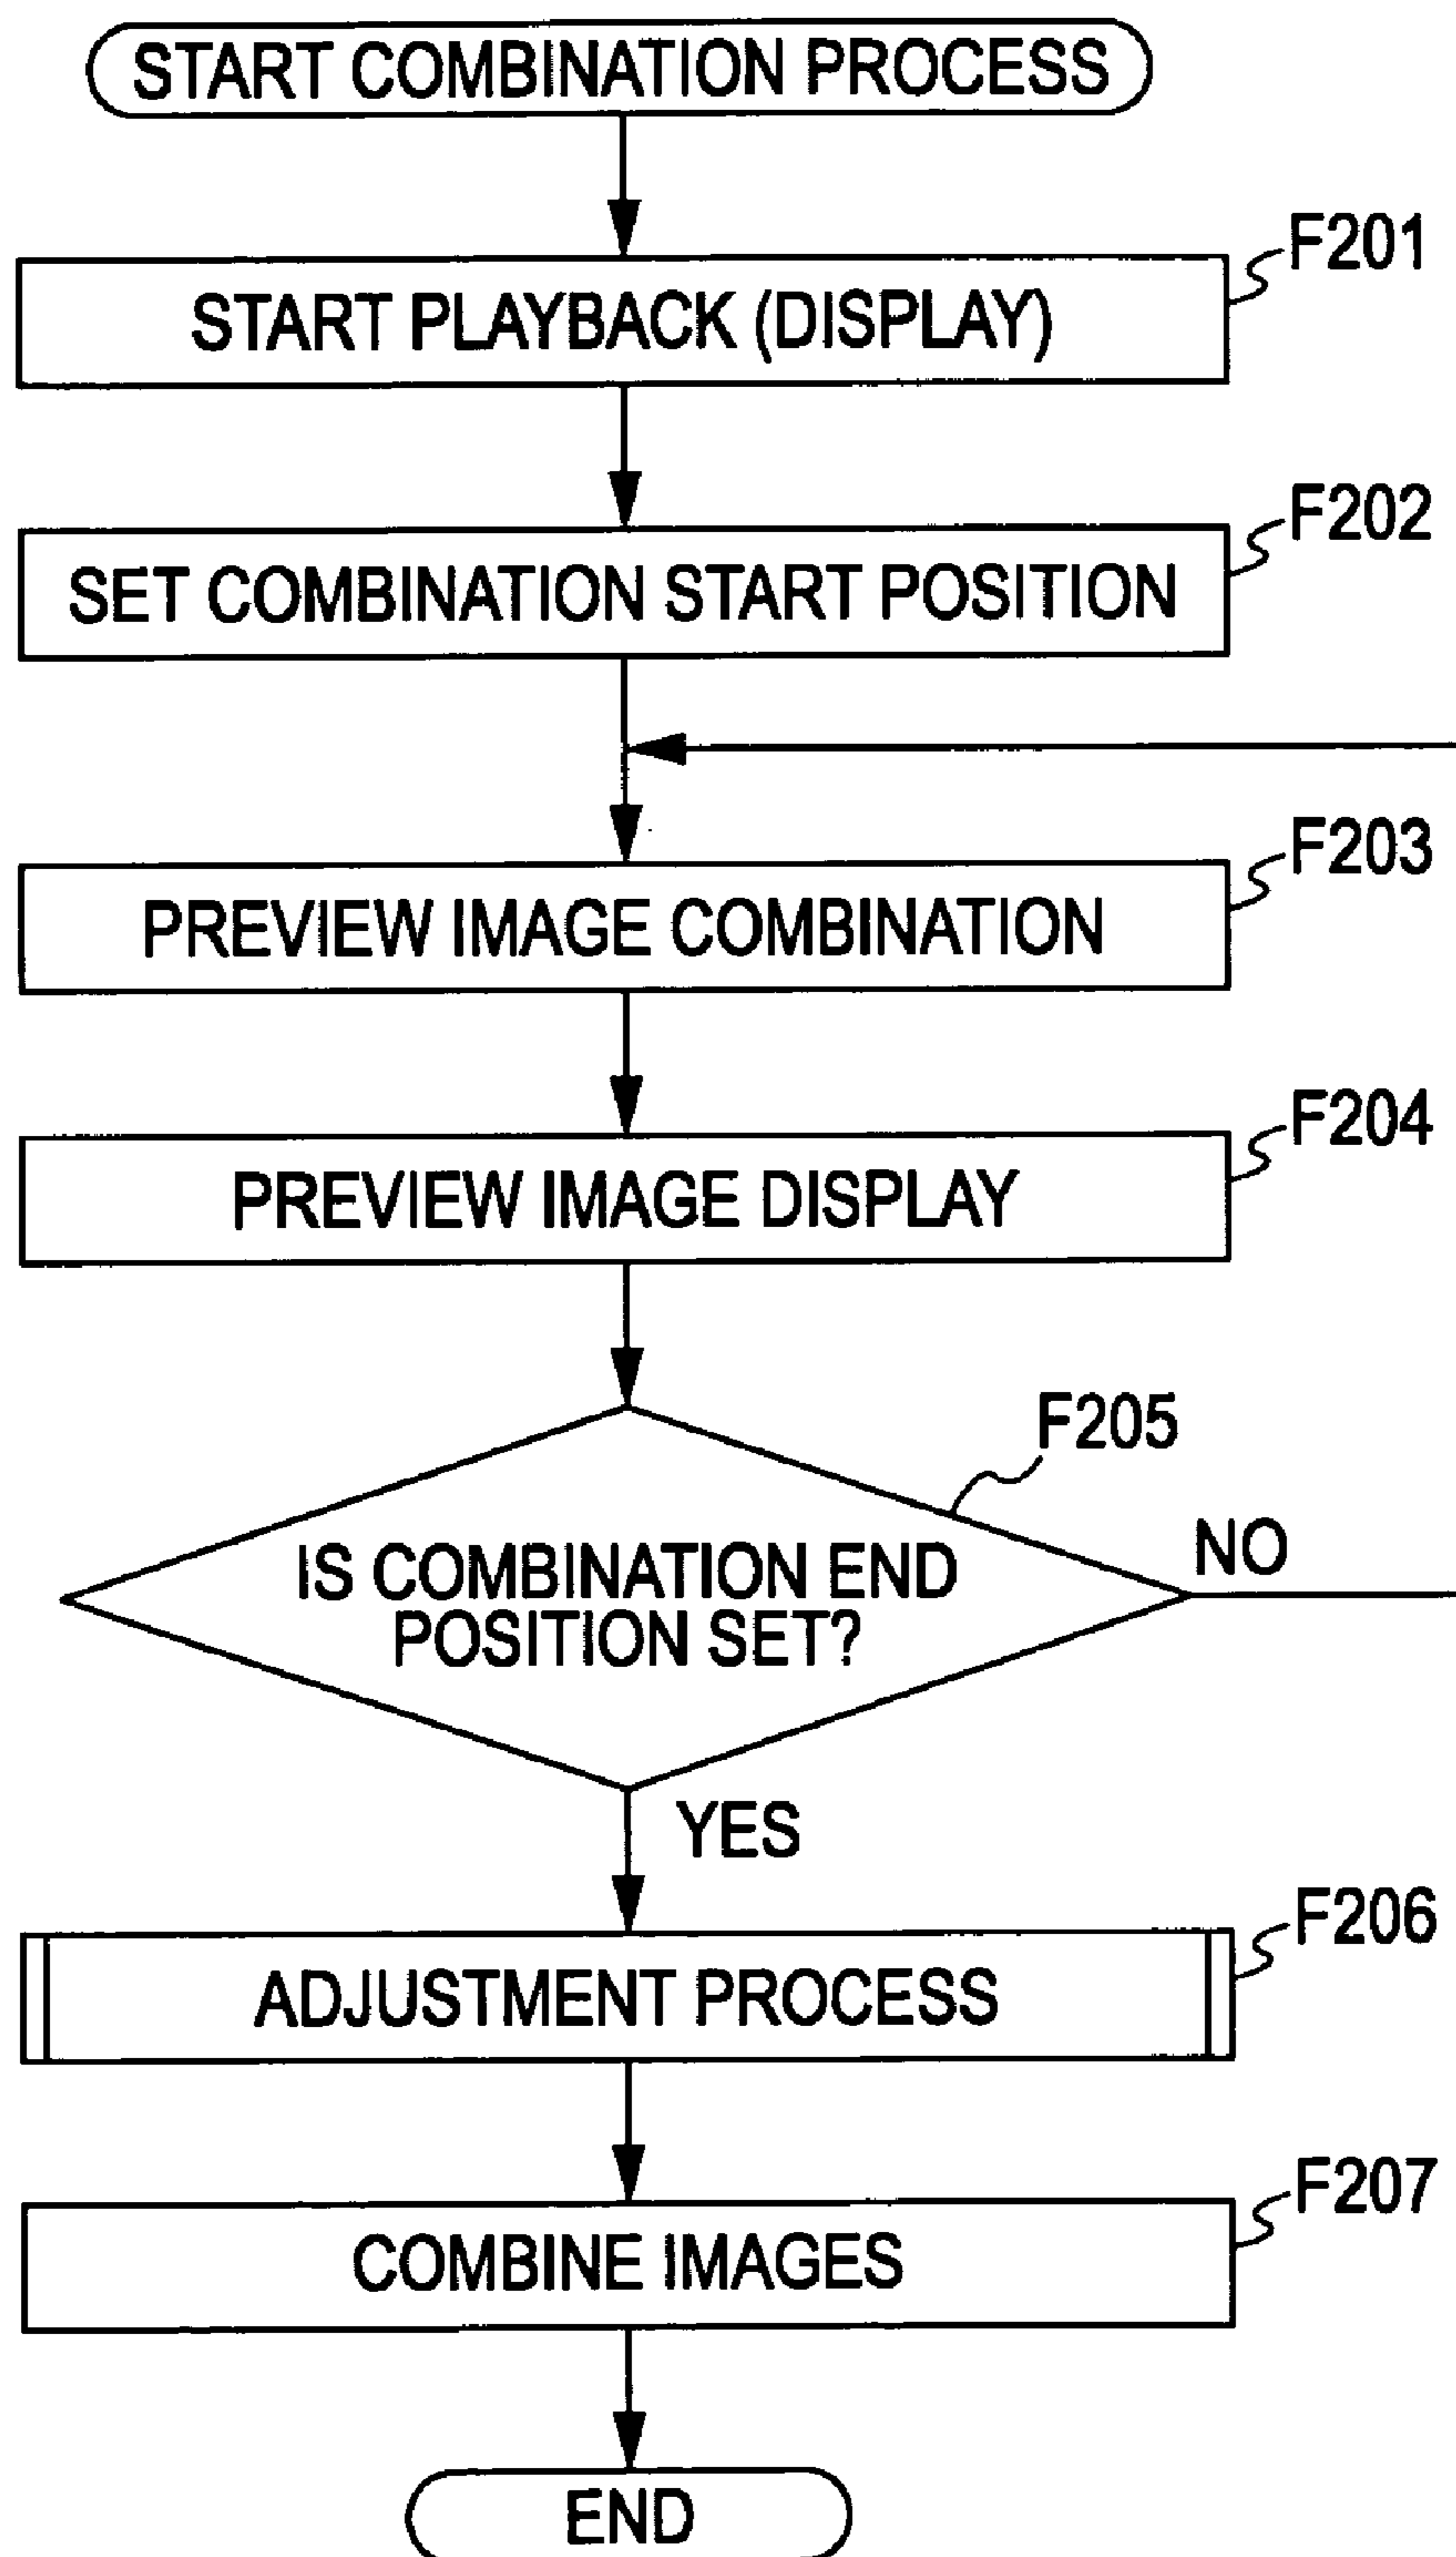 START COMBINATION PROCESS
F201
START PLAYBACK (DISPLAY)
F202
SET COMBINATION START POSITION
F203
PREVIEW IMAGE COMBINATION
F204
PREVIEW IMAGE DISPLAY
F205
IS COMBINATION END
POSITION SET?
NO
YES
F206
ADJUSTMENT PROCESS
F207
COMBINE IMAGES
END